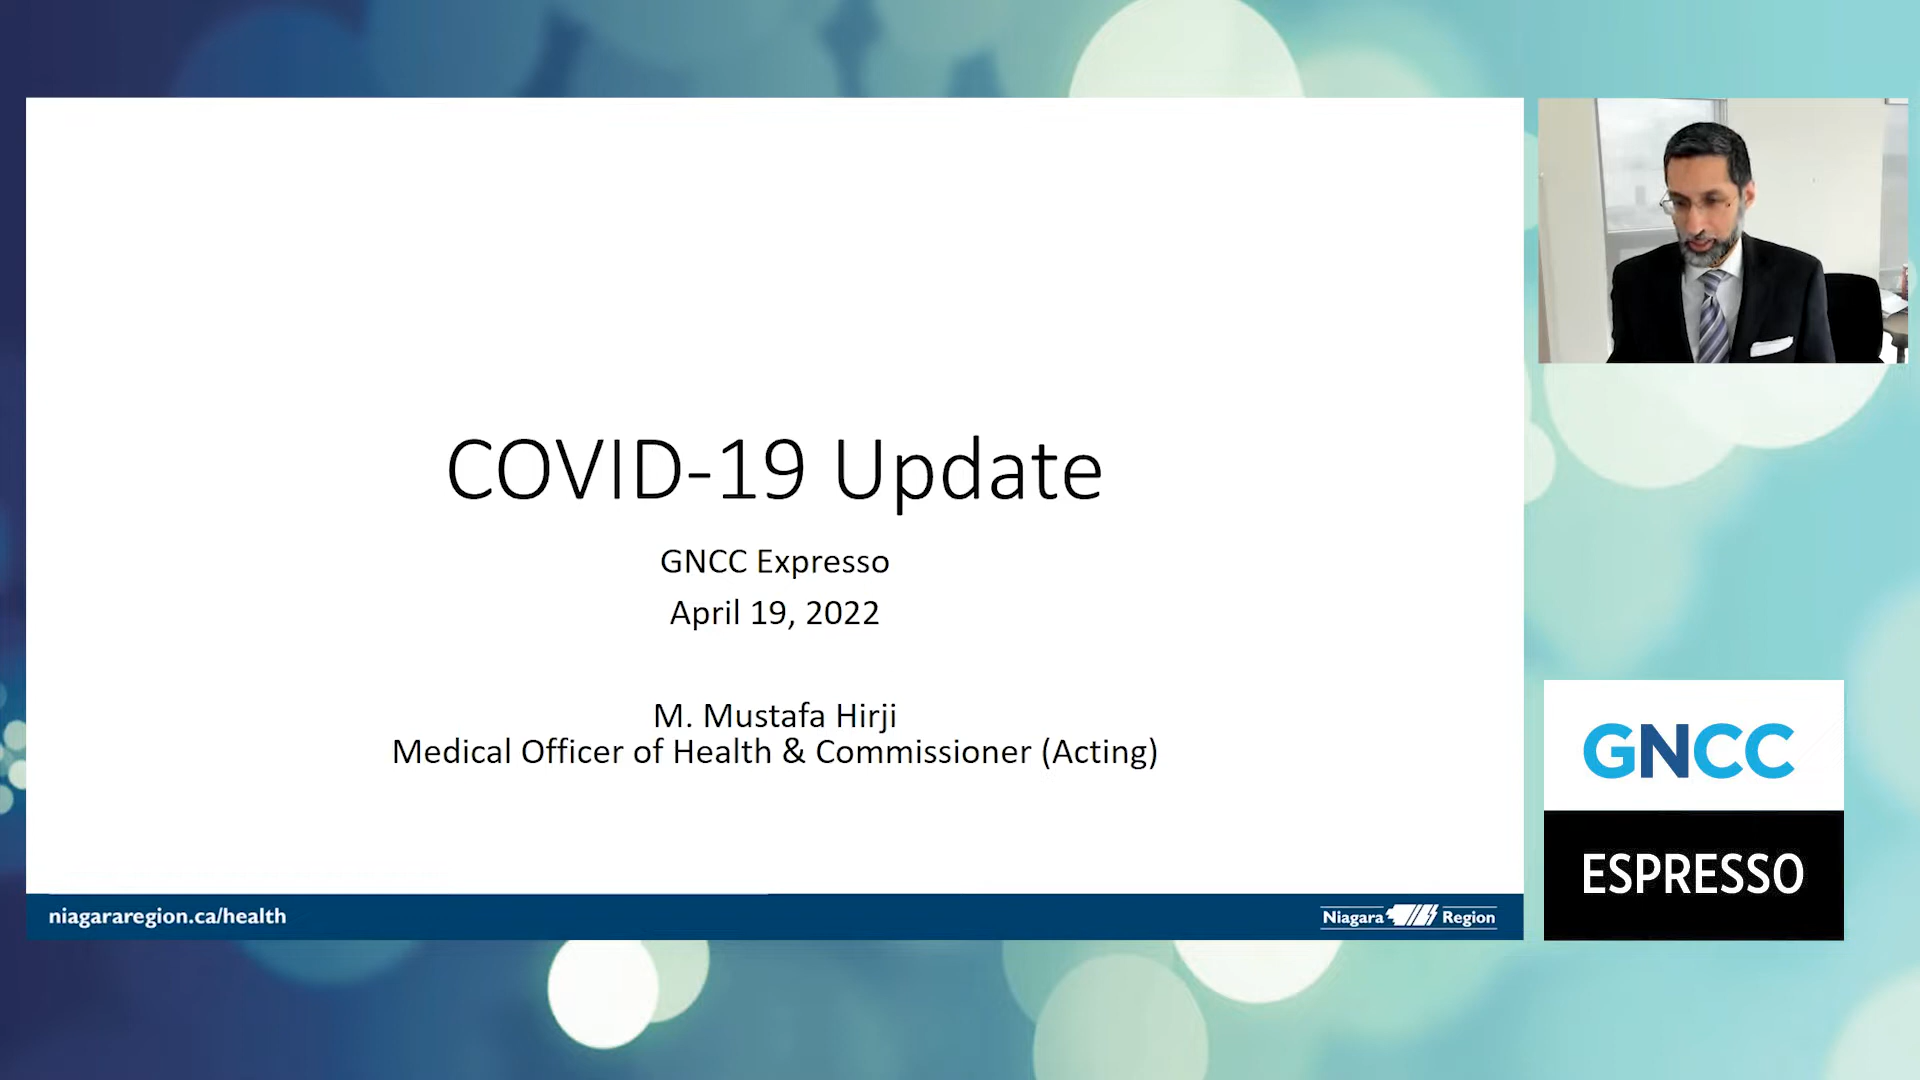 COVID-19 Update
GNCC Expresso
April 19, 2022
M. Mustafa Hirji
Medical Officer of Health & Commissioner (Acting)
niagararegion.ca/health
Niagara Region
GNCC
ESPRESSO